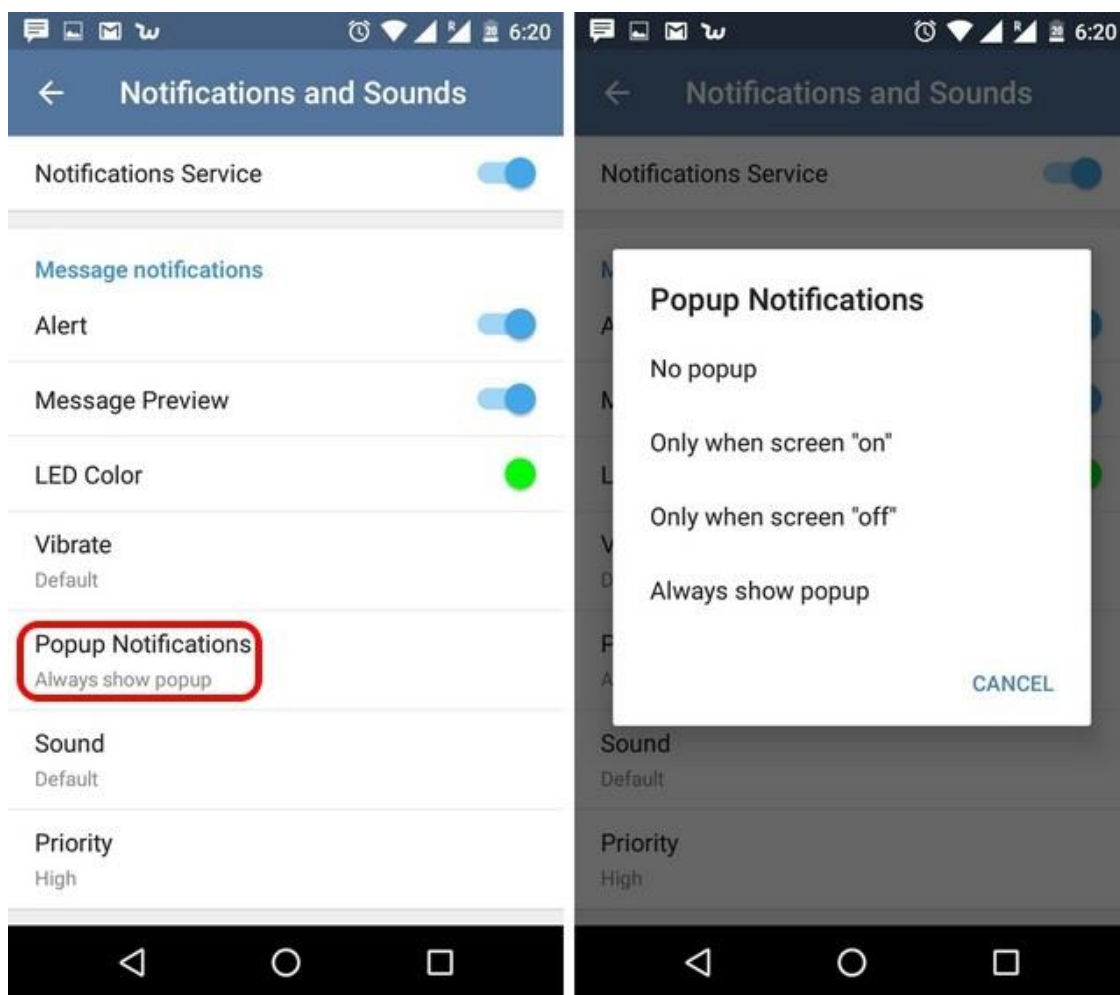 6:20
Notifications and Sounds
Notifications Service
Message notifications
Alert
Message Preview
LED Color
Vibrate
Default
Popup Notifications
Always show popup
Sound
Default
Priority
High
R
20 6:20
Notifications and Sounds
Notifications Service
Popup Notifications
No popup
Only when screen "on"
Only when screen "off"
Always show popup
CANCEL
Sound
Default
Priority
High